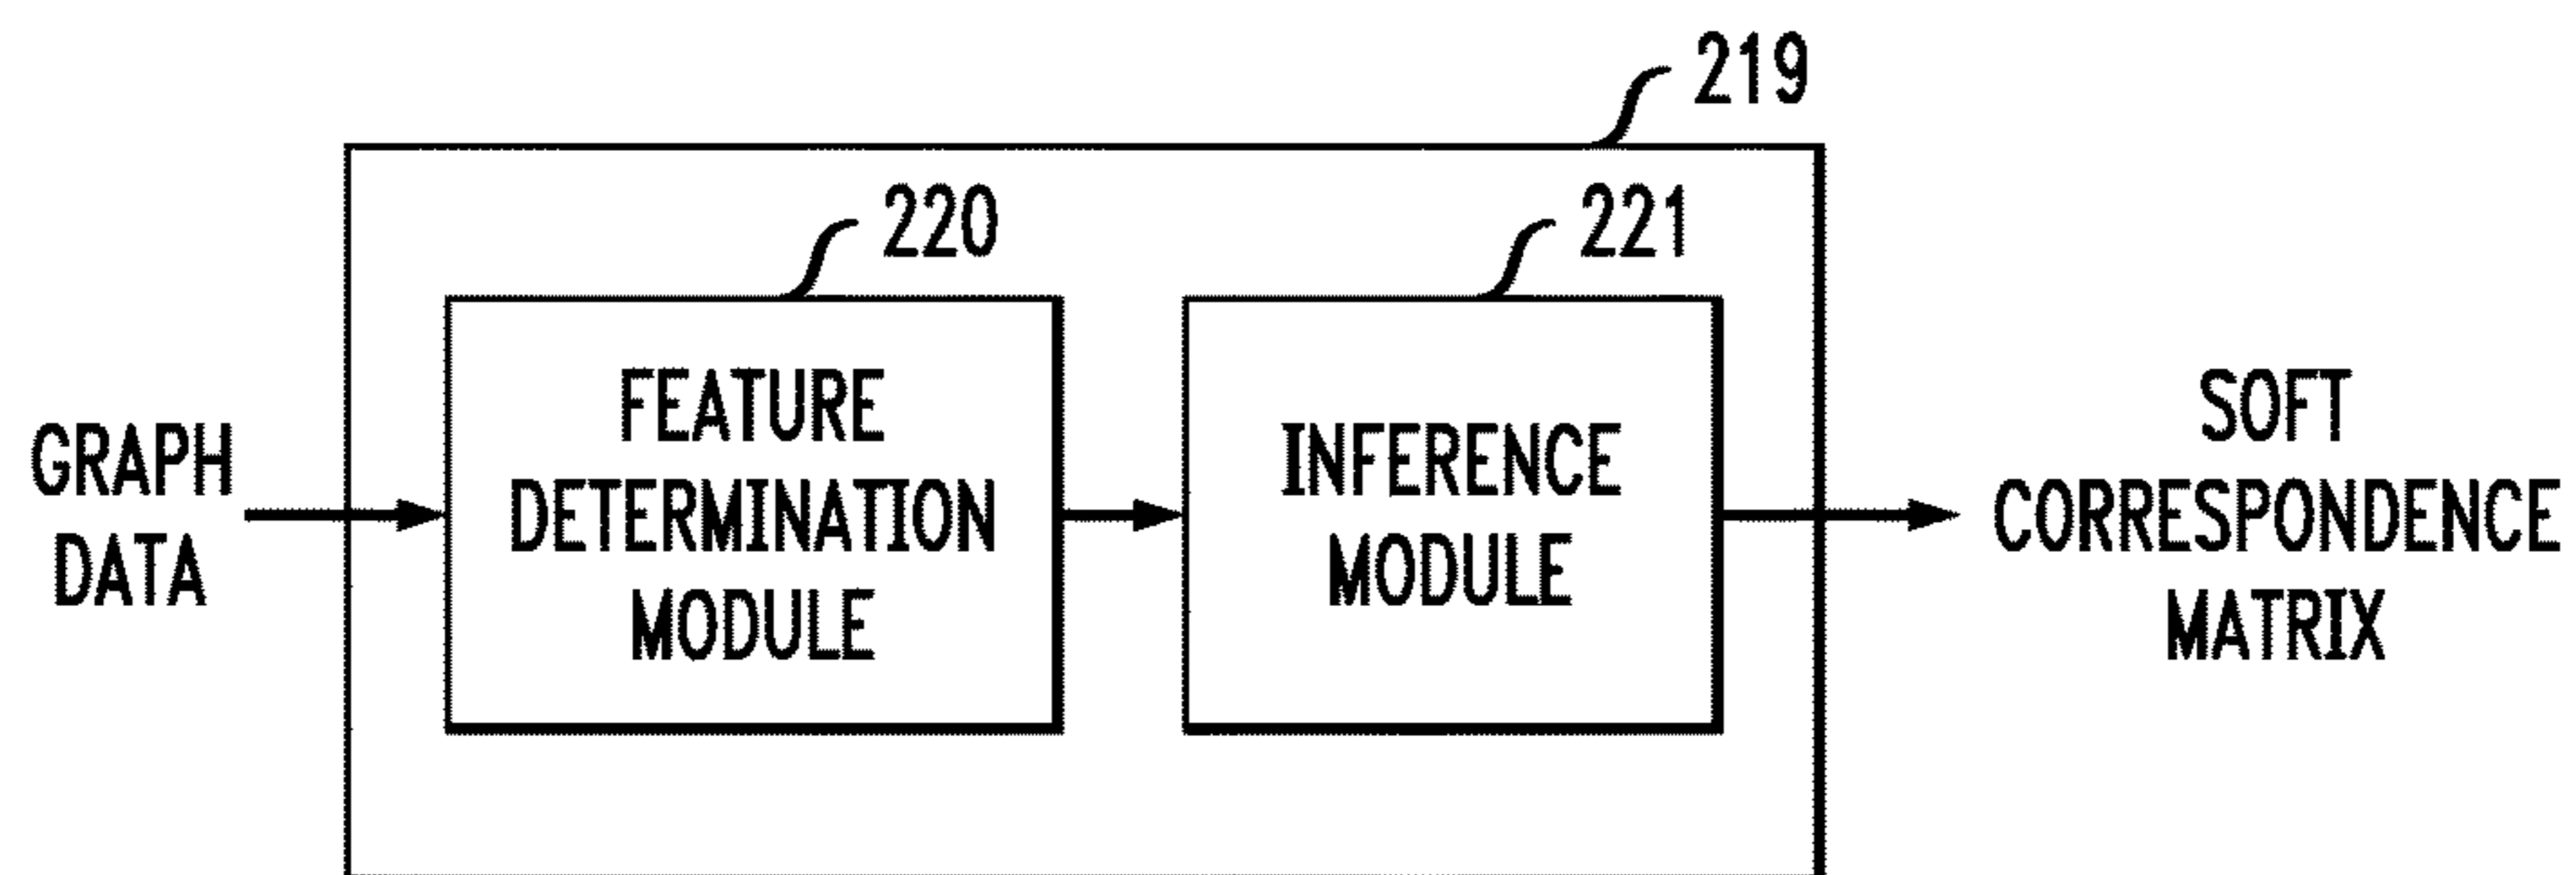 219
220
221
GRAPH
DATA
FEATURE
DETERMINATION
MODULE
INFERENCE
MODULE
SOFT
CORRESPONDENCE
MATRIX